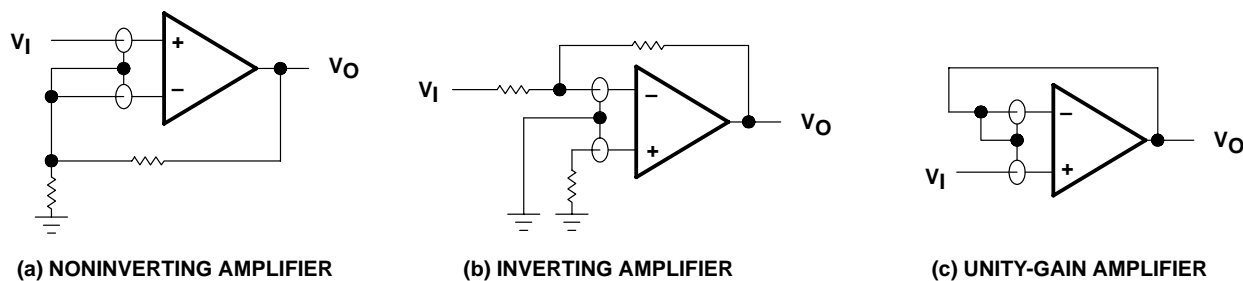 VI
+
−
VO
(a) NONINVERTING AMPLIFIER
VI
−
+
VO
(b) INVERTING AMPLIFIER
−
+
VI
VO
(c) UNITY-GAIN AMPLIFIER